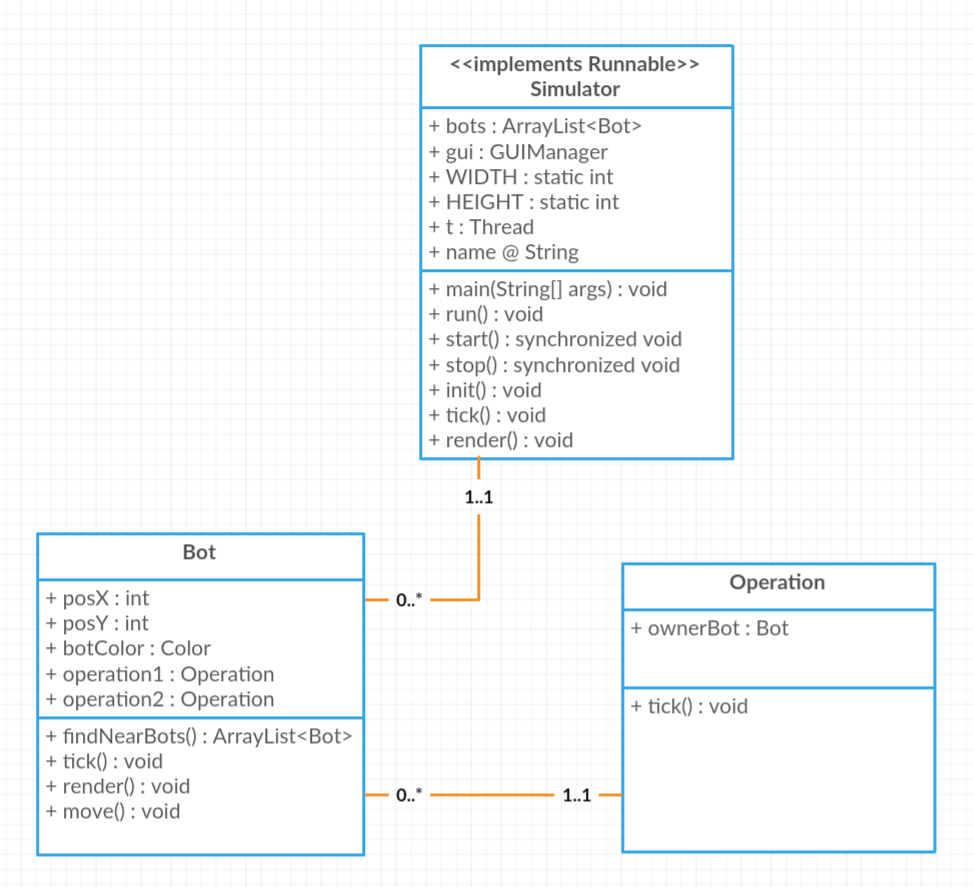 <<implements Runnable>>
Simulator
+ bots : ArrayList<Bot>
+ gui : GUIManager
+ WIDTH : static int
+ HEIGHT : static int
+ t : Thread
+ name @ String
+ main(String[] args) : void
+ run() : void
+ start() : synchronized void
+ stop() : synchronized void
+ init() : void
+ tick() : void
+ render() : void
1..1
0..*
Bot
+ posX : int
+ posY : int
+ botColor : Color
+ operation1 : Operation
+ operation2 : Operation
+ findNearBots() : ArrayList<Bot>
+ tick() : void
+ render() : void
+ move() : void
0..*
1..1
Operation
+ ownerBot : Bot
+ tick() : void